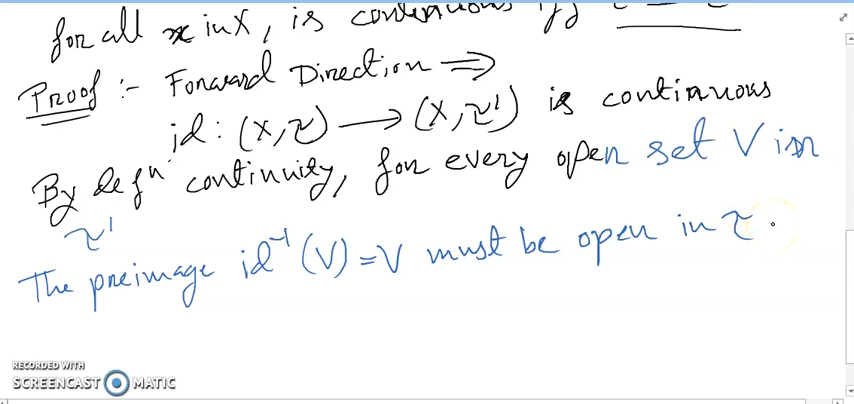 for all x in X, is continuous iff
Proof :- Forward Direction ⇒
id : (X, τ) → (X, τ') is continuous
By defn continuity, for every open set V in
τ'
The preimage id⁻¹(V) = V must be open in τ.
RECORDED WITH
SCREENCAST MATIC